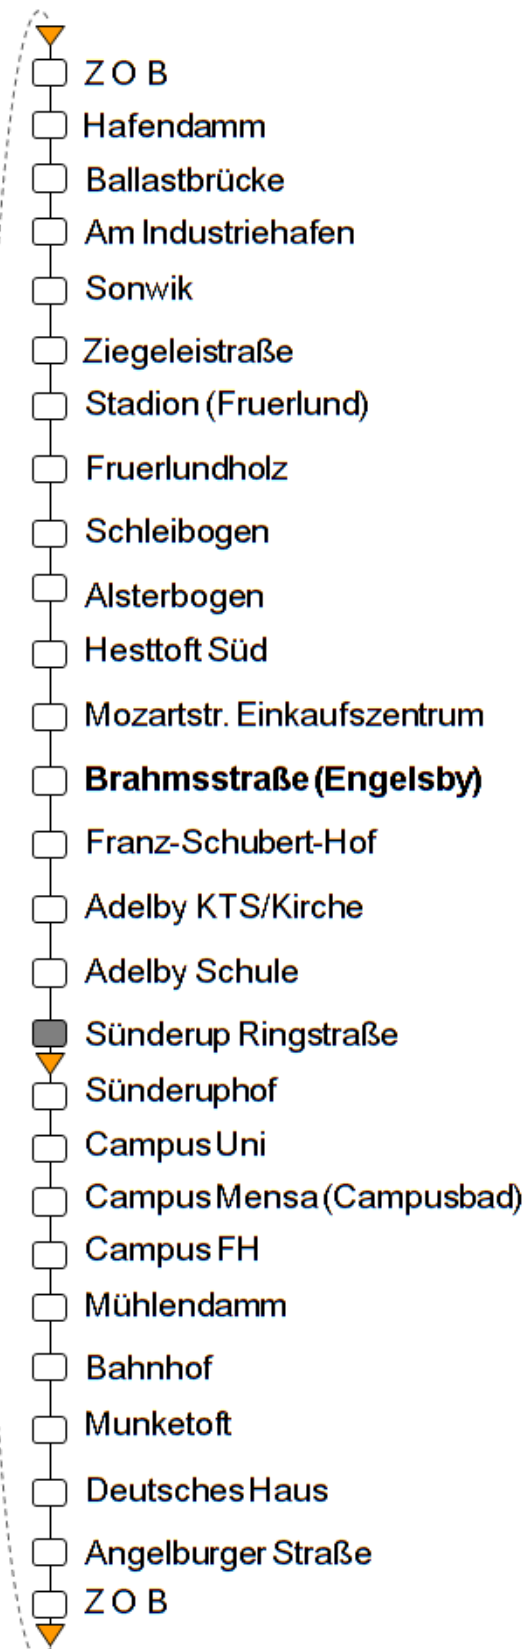 Z O B
Hafendamm
Ballastbrücke
Am Industriehafen
Sonwik
Ziegeleistraße
Stadion (Fruerlund)
Fruerlundholz
Schleibogen
Alsterbogen
Hesttoft Süd
Mozartstr. Einkaufszentrum
Brahmsstraße (Engelsby)
Franz-Schubert-Hof
Adelby KTS/Kirche
Adelby Schule
Sünderup Ringstraße
Sünderuphof
Campus Uni
Campus Mensa (Campusbad)
Campus FH
Mühlendamm
Bahnhof
Munketoft
Deutsches Haus
Angelburger Straße
Z O B